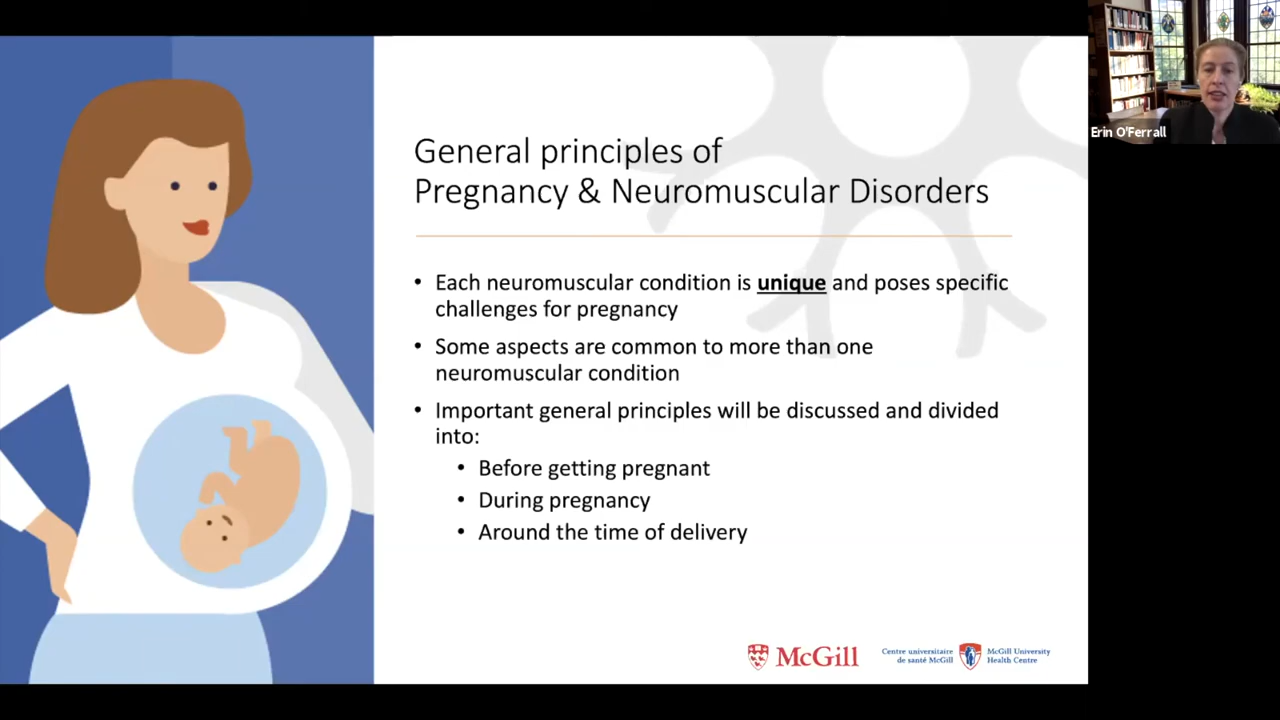 General principles of
Pregnancy & Neuromuscular Disorders
• Each neuromuscular condition is unique and poses specific
challenges for pregnancy
• Some aspects are common to more than one
neuromuscular condition
• Important general principles will be discussed and divided
into:
• Before getting pregnant
• During pregnancy
• Around the time of delivery
McGill
Centre universitaire
de santé McGill
McGill University
Health Centre
Erin O'Ferrall